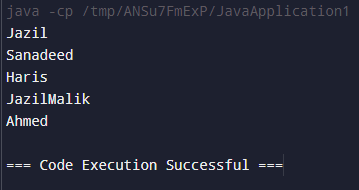 java -cp /tmp/ANSu7FmExP/JavaApplication1
Jazil
Sanadeed
Haris
JazilMalik
Ahmed
=== Code Execution Successful ===